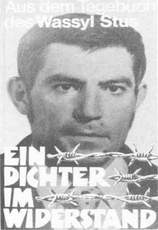 Aus dem Tagebuch
des Wassyl Stus
EIN
DICHTER
IM
WIDERSTAND